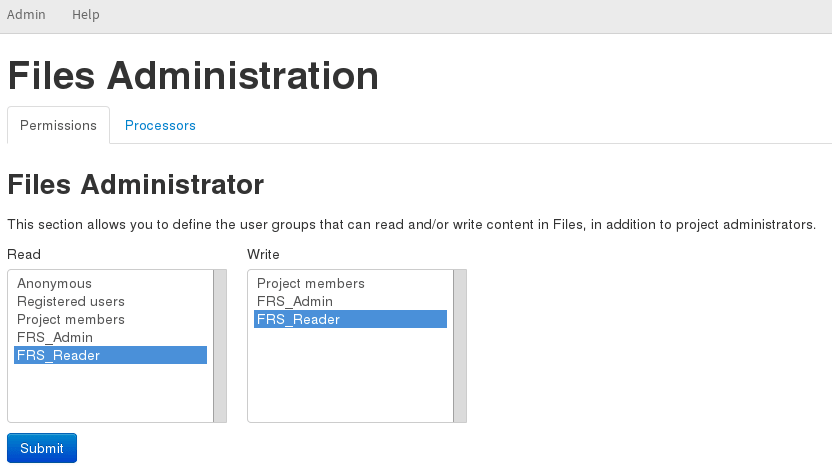 Admin Help
Files Administration
Permissions Processors
Files Administrator
This section allows you to define the user groups that can read and/or write content in Files, in addition to project administrators.
Read Write
Anonymous Project members
Registered users FRS_Admin
Project members FRS_Reader
FRS_Admin
FRS_Reader
Submit